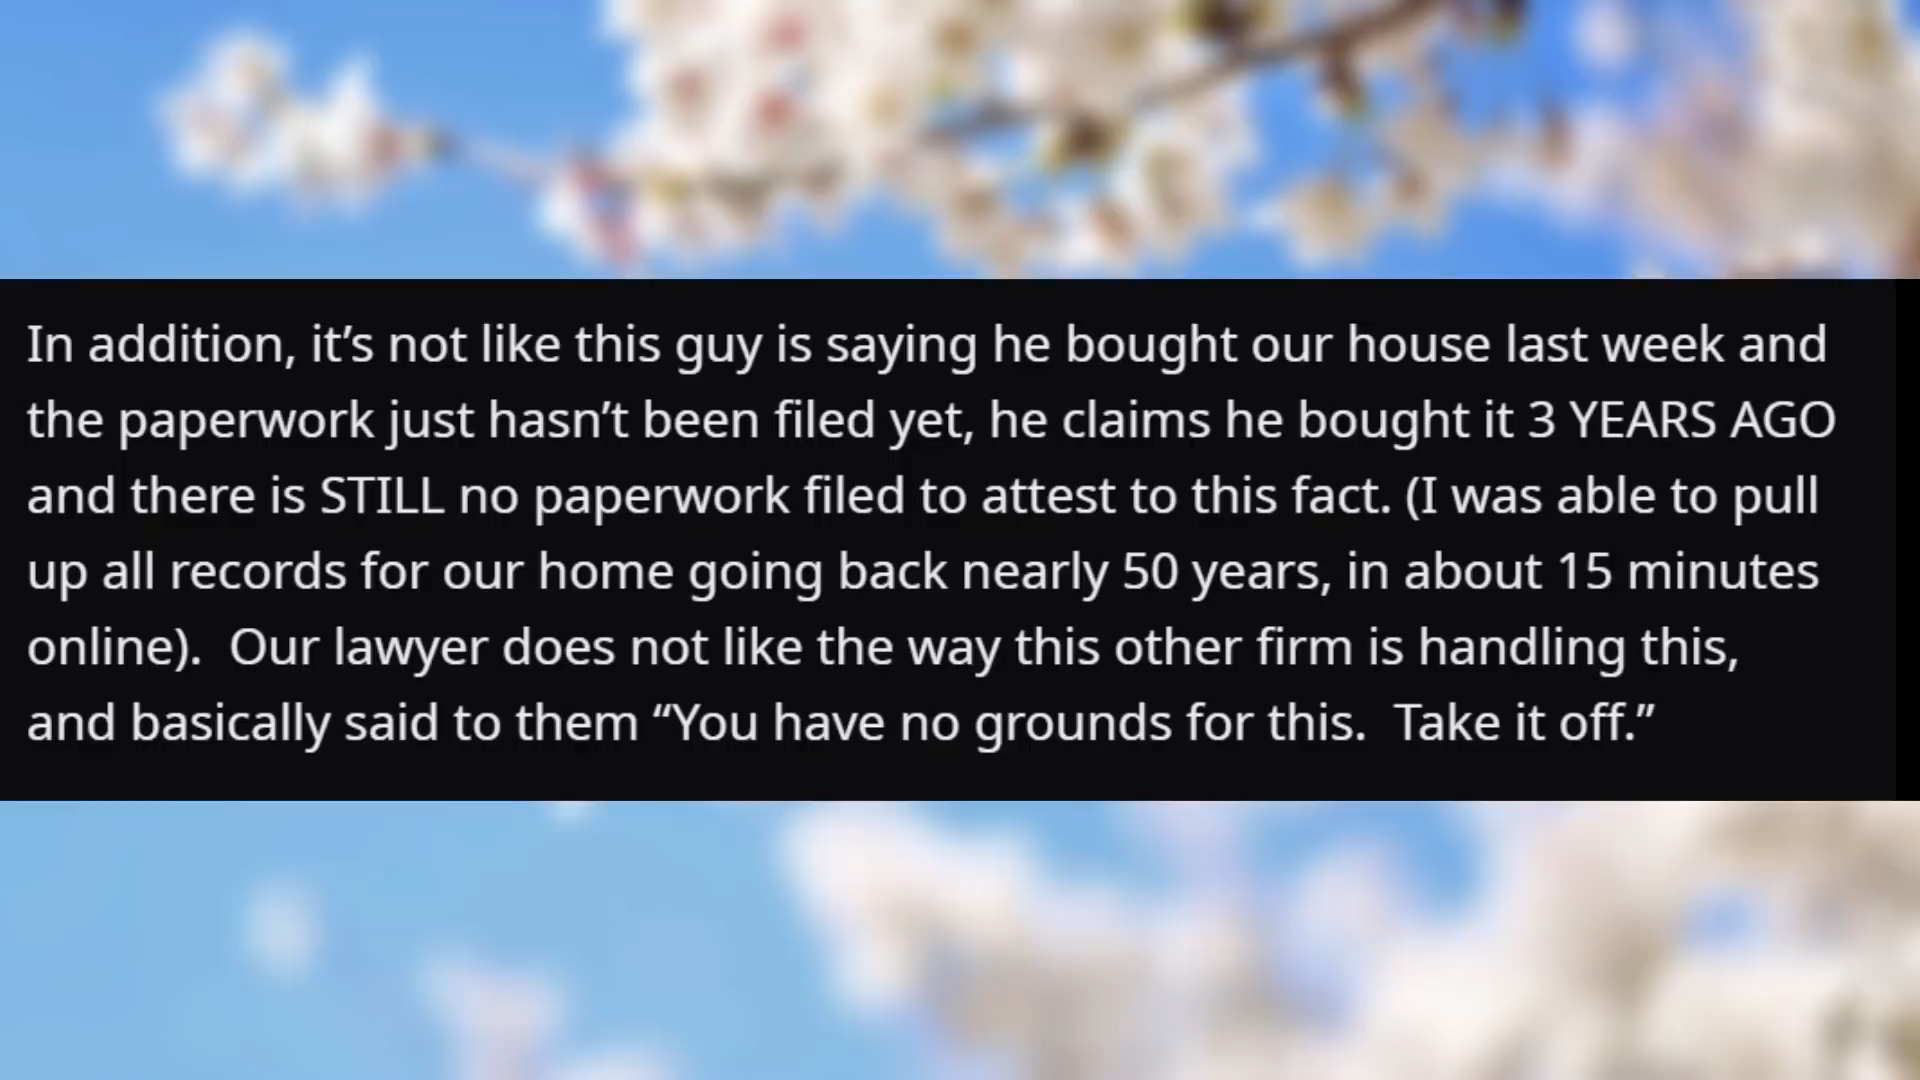 In addition, it’s not like this guy is saying he bought our house last week and
the paperwork just hasn’t been filed yet, he claims he bought it 3 YEARS AGO
and there is STILL no paperwork filed to attest to this fact. (I was able to pull
up all records for our home going back nearly 50 years, in about 15 minutes
online).  Our lawyer does not like the way this other firm is handling this,
and basically said to them “You have no grounds for this.  Take it off.”